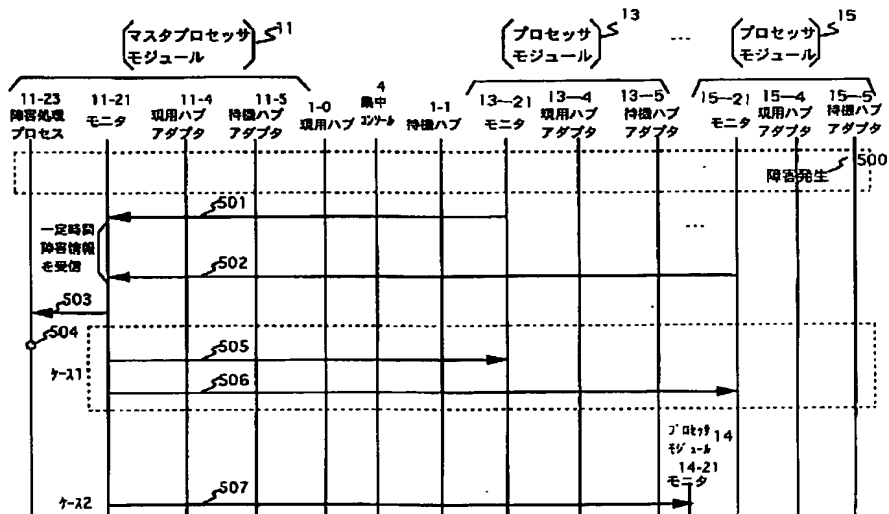 マスタプロセッサ
モジュール
11
プロセッサ
モジュール
13
...
プロセッサ
モジュール
15
11-23
障害処理
プロセス
11-21
モニタ
11-4
現用ハブ
アダプタ
11-5
待機ハブ
アダプタ
1-0
現用ハブ
4
集中
コンソール
1-1
待機ハブ
13-21
モニタ
13-4
現用ハブ
アダプタ
13-5
待機ハブ
アダプタ
15-21
モニタ
15-4
現用ハブ
アダプタ
15-5
待機ハブ
アダプタ
障害発生
500
501
...
一定時間
障害情報
を受信
502
503
504
505
ケース1
506
プロセッサ
モジュール
14
14-21
モニタ
507
ケース2